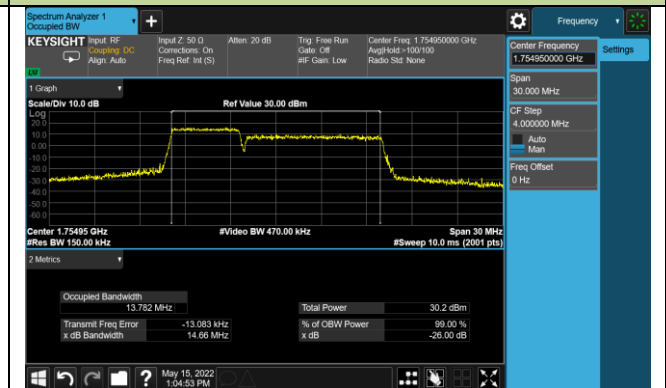 Spectrum Analyzer 1
Occupied BW
Frequency
KEYSIGHT
Input: RF
Coupling: DC
Align: Auto
Input Z: 50 Ω
Corrections: On
Freq Ref: Int (S)
Atten: 20 dB
Trig: Free Run
Gate: Off
#IF Gain: Low
Center Freq: 1.754950000 GHz
Avg|Hold:>100/100
Radio Std: None
Center Frequency
1.754950000 GHz
Settings
Span
30.000 MHz
CF Step
4.000000 MHz
Auto
Man
Freq Offset
0 Hz
1 Graph
Scale/Div 10.0 dB
Ref Value 30.00 dBm
Log
20.0
10.0
0.00
-10.0
-20.0
-30.0
-40.0
-50.0
-60.0
Center 1.75495 GHz
#Video BW 470.00 kHz
Span 30 MHz
#Res BW 150.00 kHz
#Sweep 10.0 ms (2001 pts)
2 Metrics
Occupied Bandwidth
13.782 MHz
Total Power
30.2 dBm
Transmit Freq Error
-13.083 kHz
% of OBW Power
99.00 %
x dB Bandwidth
14.66 MHz
x dB
-26.00 dB
May 15, 2022
1:04:53 PM